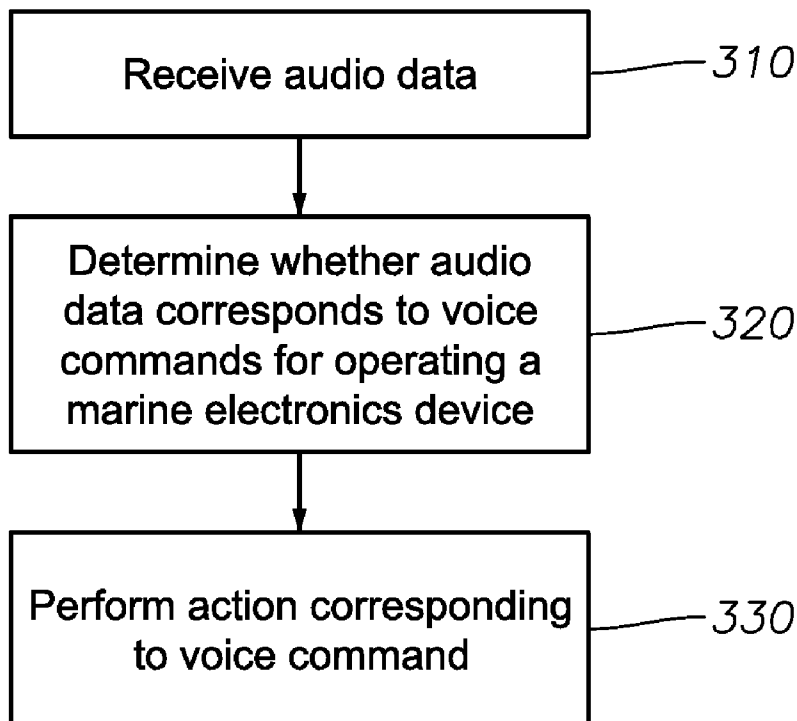 Receive audio data
310
Determine whether audio
data corresponds to voice
commands for operating a
marine electronics device
320
Perform action corresponding
to voice command
330